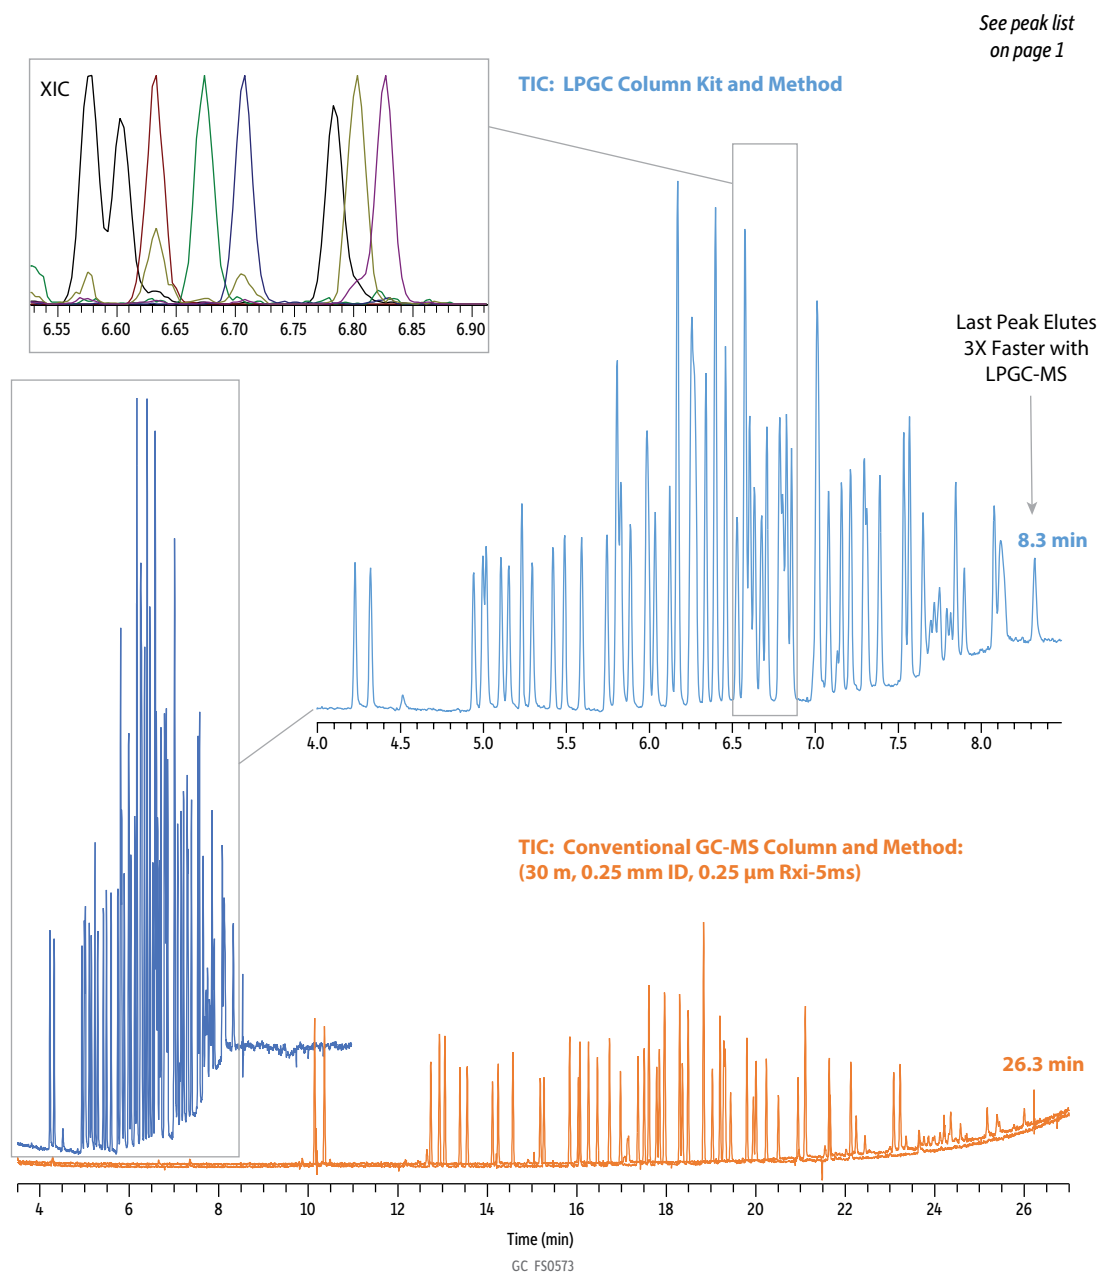 See peak list
on page 1
XIC
TIC: LPGC Column Kit and Method
6.55 6.60 6.65 6.70 6.75 6.80 6.85 6.90
Last Peak Elutes
3X Faster with
LPGC-MS
8.3 min
4.0 4.5 5.0 5.5 6.0 6.5 7.0 7.5 8.0
TIC: Conventional GC-MS Column and Method:
(30 m, 0.25 mm ID, 0.25 µm Rxi-5ms)
26.3 min
4 6 8 10 12 14 16 18 20 22 24 26
Time (min)
GC_FS0573